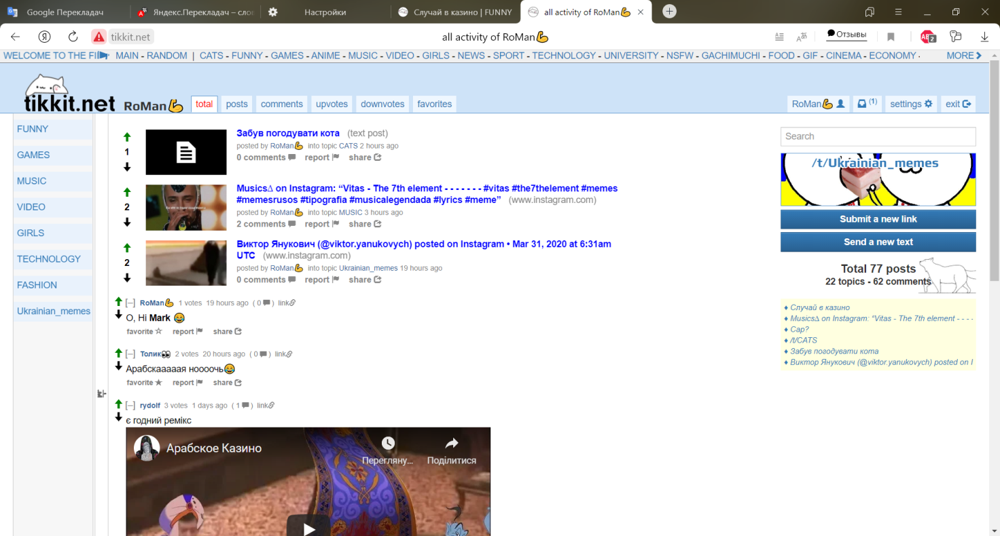 Google Перекладач
Яндекс.Перекладач – сло
Настройки
Случай в казино | FUNNY
all activity of RoMan💪
tikkit.net
all activity of RoMan💪
Отзывы
2
WELCOME TO THE
MAIN - RANDOM | CATS - FUNNY - GAMES - ANIME - MUSIC - VIDEO - GIRLS - NEWS - SPORT - TECHNOLOGY - UNIVERSITY - NSFW - GACHIMUCHI - FOOD - GIF - CINEMA - ECONOMY -
MORE
tikkit.net
RoMan💪
total
posts
comments
upvotes
downvotes
favorites
RoMan💪
(1)
settings
exit
FUNNY
GAMES
MUSIC
VIDEO
GIRLS
TECHNOLOGY
FASHION
Ukrainian_memes
1
Забув погодувати кота (text post)
posted by RoMan💪 into topic CATS 2 hours ago
0 comments report share
2
Musics∆ on Instagram: “Vitas - The 7th element - - - - - - - #vitas #the7thelement #memes
#memesrusos #tipografia #musicalegendada #lyrics #meme” (www.instagram.com)
posted by RoMan💪 into topic MUSIC 3 hours ago
2 comments report share
2
Виктор Янукович (@viktor.yanukovych) posted on Instagram • Mar 31, 2020 at 6:31am
UTC (www.instagram.com)
posted by RoMan💪 into topic Ukrainian_memes 19 hours ago
0 comments report share
[–] RoMan💪 1 votes 19 hours ago ( 0 ) link
О, Ні Mark 😂
favorite report share
[–] Толик👀 2 votes 20 hours ago ( 0 ) link
Арабскааааая ноооочь😂
favorite report share
[–] rydolf 3 votes 1 days ago ( 1 ) link
є годний ремікс
Арабское Казино
Перегляну...
Поділитися
Search
/t/Ukrainian_memes
Submit a new link
Send a new text
Total 77 posts
22 topics - 62 comments
♦ Случай в казино
♦ Musics∆ on Instagram: “Vitas - The 7th element - - - -
♦ Cap?
♦ /t/CATS
♦ Забув погодувати кота
♦ Виктор Янукович (@viktor.yanukovych) posted on I